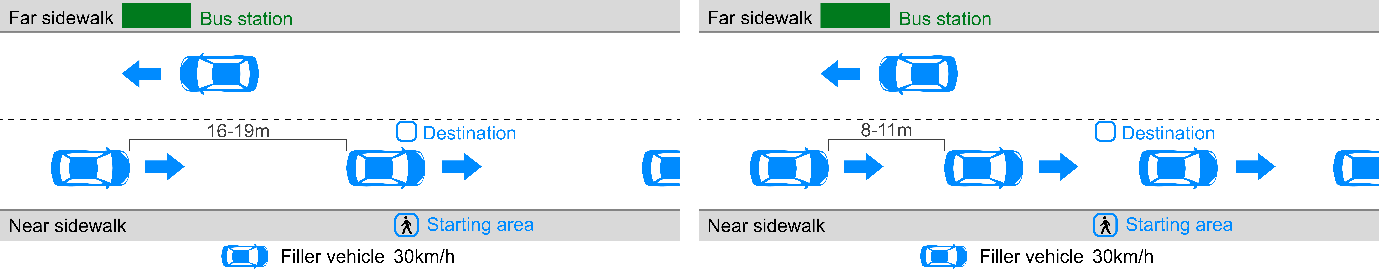 Far sidewalk Bus station
16-19m
Destination
Near sidewalk Starting area
Filler vehicle 30km/h
Far sidewalk Bus station
8-11m
Destination
Near sidewalk Starting area
Filler vehicle 30km/h